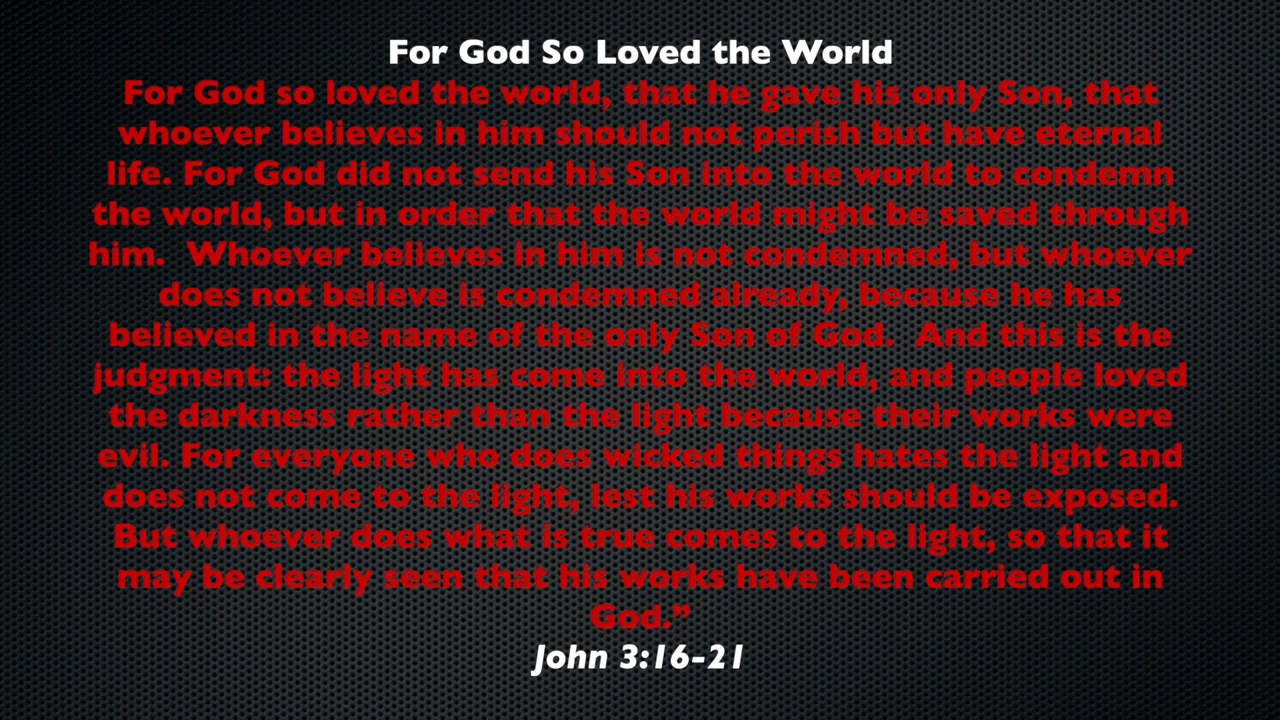 For God So Loved the World
For God so loved the world, that he gave his only Son, that
whoever believes in him should not perish but have eternal
life. For God did not send his Son into the world to condemn
the world, but in order that the world might be saved through
him.  Whoever believes in him is not condemned, but whoever
does not believe is condemned already, because he has
believed in the name of the only Son of God.  And this is the
judgment: the light has come into the world, and people loved
the darkness rather than the light because their works were
evil. For everyone who does wicked things hates the light and
does not come to the light, lest his works should be exposed.
But whoever does what is true comes to the light, so that it
may be clearly seen that his works have been carried out in
God.”
John 3:16-21